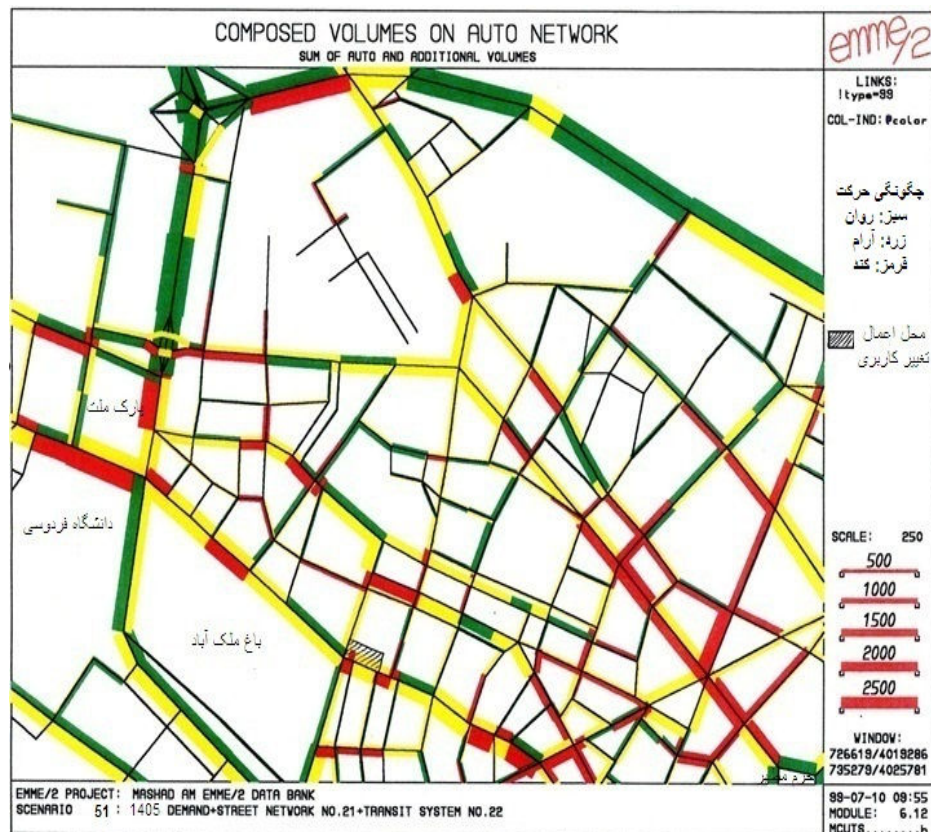 COMPOSED VOLUMES ON AUTO NETWORK
SUM OF AUTO AND ADDITIONAL VOLUMES
emme/2
LINKS:
!type=99
COL-IND: @color
چگونگی حرکت
سبز: روان
زرد: آرام
قرمز: کند
محل اعمال
تغییر کاربری
پارک ملت
دانشگاه فردوسی
باغ ملک آباد
SCALE: 250
500
1000
1500
2000
2500
WINDOW:
726619/4019286
735279/4025781
EMME/2 PROJECT: MASHAD AM EMME/2 DATA BANK
SCENARIO 51 : 1405 DEMAND+STREET NETWORK NO.21+TRANSIT SYSTEM NO.22
99-07-10 09:55
MODULE: 6.12